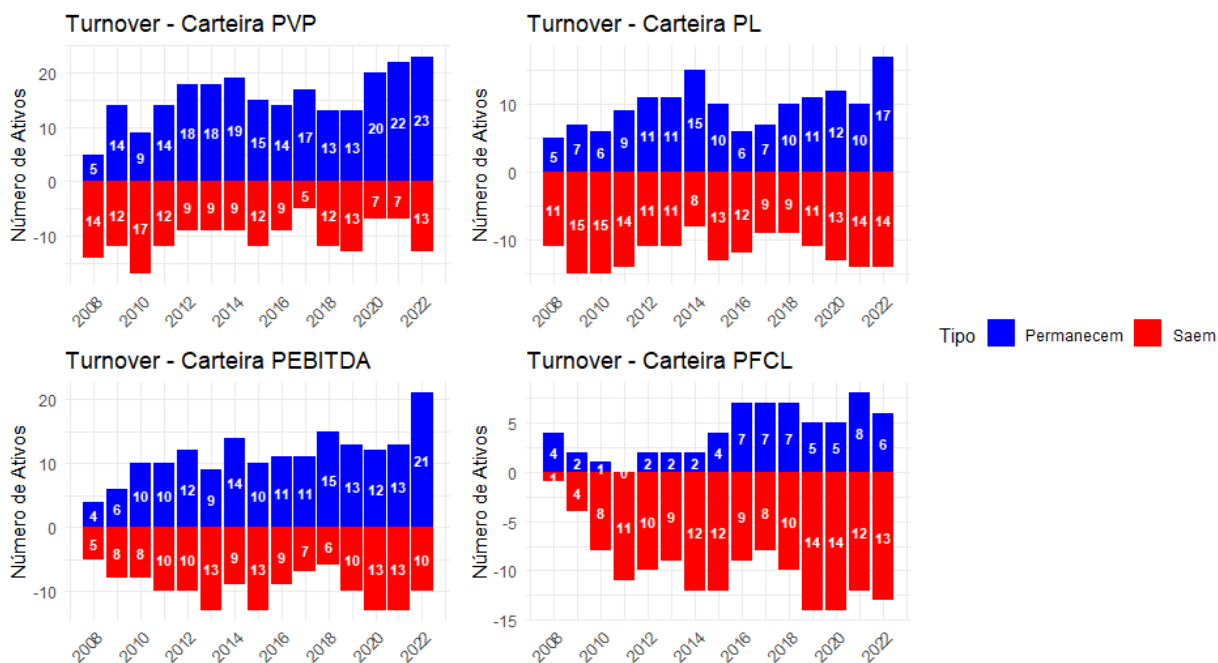 Turnover - Carteira PVP
Número de Ativos
20
10
0
-10
5 14 9 14 18 18 19 15 14 17 13 13 20 22 23
14 12 17 12 9 9 9 12 9 5 12 13 7 7 13
2008 2010 2012 2014 2016 2018 2020 2022
Turnover - Carteira PL
Número de Ativos
10
0
-10
5 7 6 9 11 11 15 10 6 7 10 11 12 10 17
11 15 15 14 11 11 8 13 12 9 9 11 13 14 14
2008 2010 2012 2014 2016 2018 2020 2022
Tipo Permanecem Saem
Turnover - Carteira PEBITDA
Número de Ativos
20
10
0
-10
4 6 10 10 12 9 14 10 11 11 15 13 12 13 21
5 8 8 10 10 13 9 13 9 7 6 10 13 13 10
2008 2010 2012 2014 2016 2018 2020 2022
Turnover - Carteira PFCL
Número de Ativos
5
0
-5
-10
-15
4 2 1 0 2 2 2 4 7 7 7 5 5 8 6
1 4 8 11 10 9 12 12 9 8 10 14 14 12 13
2008 2010 2012 2014 2016 2018 2020 2022